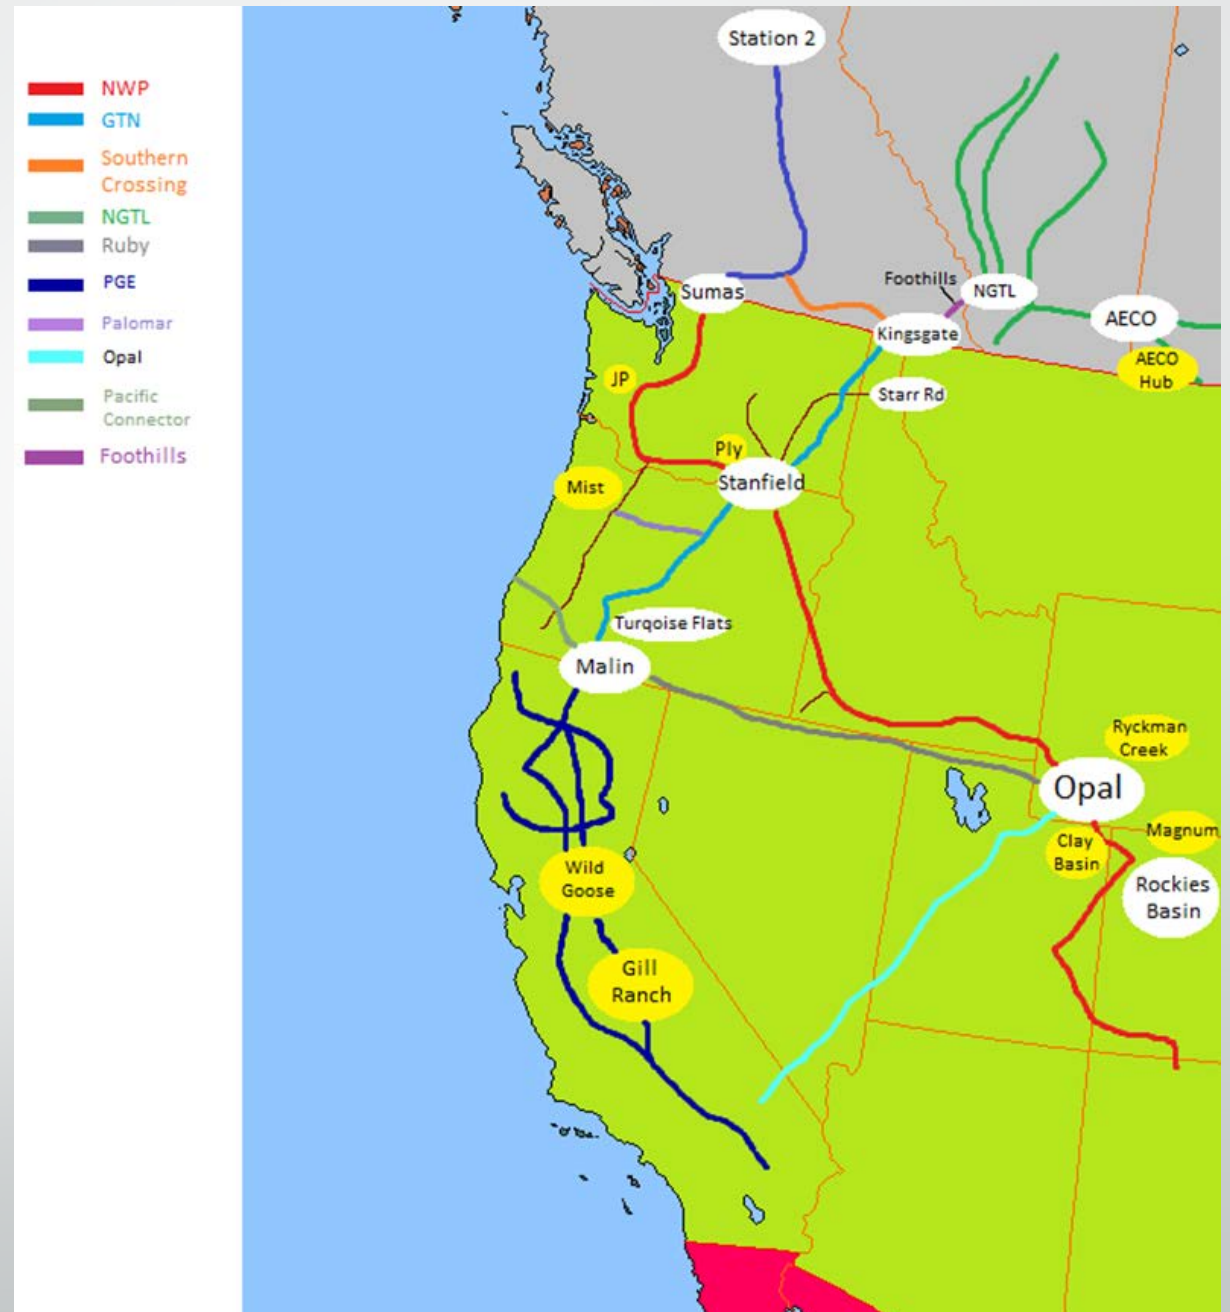 NWP
GTN
Southern
Crossing
NGTL
Ruby
PGE
Palomar
Opal
Pacific
Connector
Foothills
Station 2
Sumas
Foothills
NGTL
Kingsgate
AECO
AECO
Hub
JP
Starr Rd
Ply
Stanfield
Mist
Turqoise Flats
Malin
Ryckman
Creek
Opal
Clay
Basin
Magnum
Rockies
Basin
Wild
Goose
Gill
Ranch